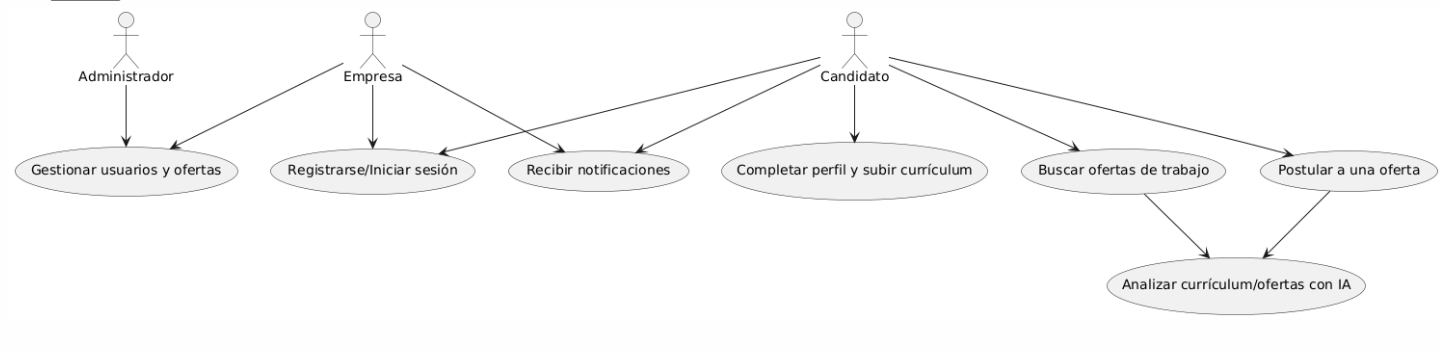 Administrador
Empresa
Candidato
Gestionar usuarios y ofertas
Registrarse/Iniciar sesión
Recibir notificaciones
Completar perfil y subir currículum
Buscar ofertas de trabajo
Postular a una oferta
Analizar currículum/ofertas con IA